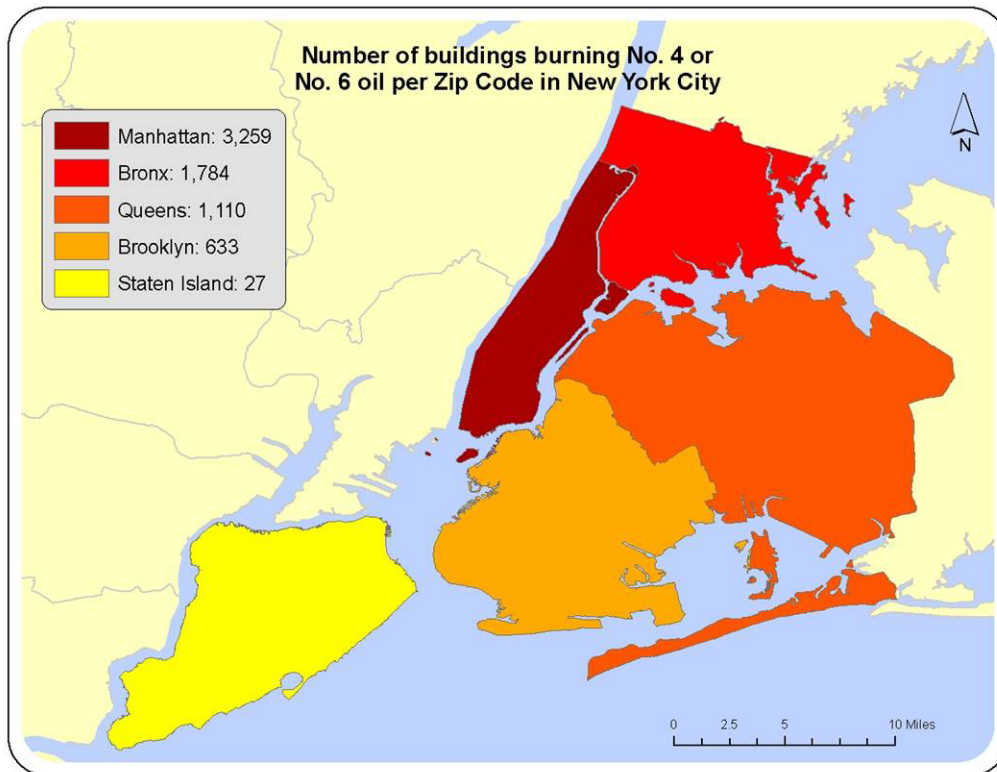 Number of buildings burning No. 4 or
No. 6 oil per Zip Code in New York City
Manhattan: 3,259
Bronx: 1,784
Queens: 1,110
Brooklyn: 633
Staten Island: 27
N
0 2.5 5 10 Miles